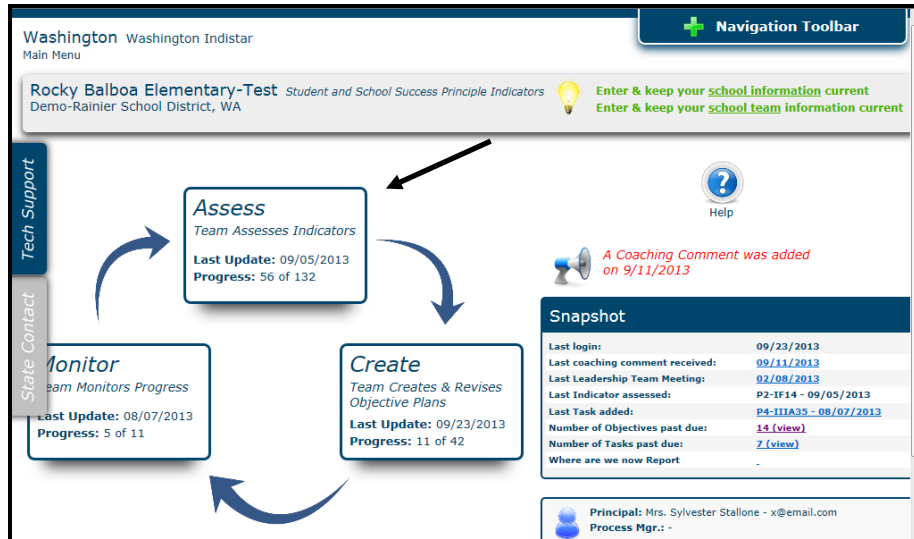 Navigation Toolbar
Washington Washington Indistar
Main Menu
Rocky Balboa Elementary-Test Student and School Success Principle Indicators
Demo-Rainier School District, WA
Enter & keep your school information current
Enter & keep your school team information current
Tech Support
State Contact
Assess
Team Assesses Indicators
Last Update: 09/05/2013
Progress: 56 of 132
Help
A Coaching Comment was added
on 9/11/2013
Monitor
Team Monitors Progress
Last Update: 08/07/2013
Progress: 5 of 11
Create
Team Creates & Revises
Objective Plans
Last Update: 09/23/2013
Progress: 11 of 42
Snapshot
Last login: 09/23/2013
Last coaching comment received: 09/11/2013
Last Leadership Team Meeting: 02/08/2013
Last Indicator assessed: P2-IF14 - 09/05/2013
Last Task added: P4-IIIA35 - 08/07/2013
Number of Objectives past due: 14 (view)
Number of Tasks past due: 7 (view)
Where are we now Report -
Principal: Mrs. Sylvester Stallone - x@email.com
Process Mgr.: -